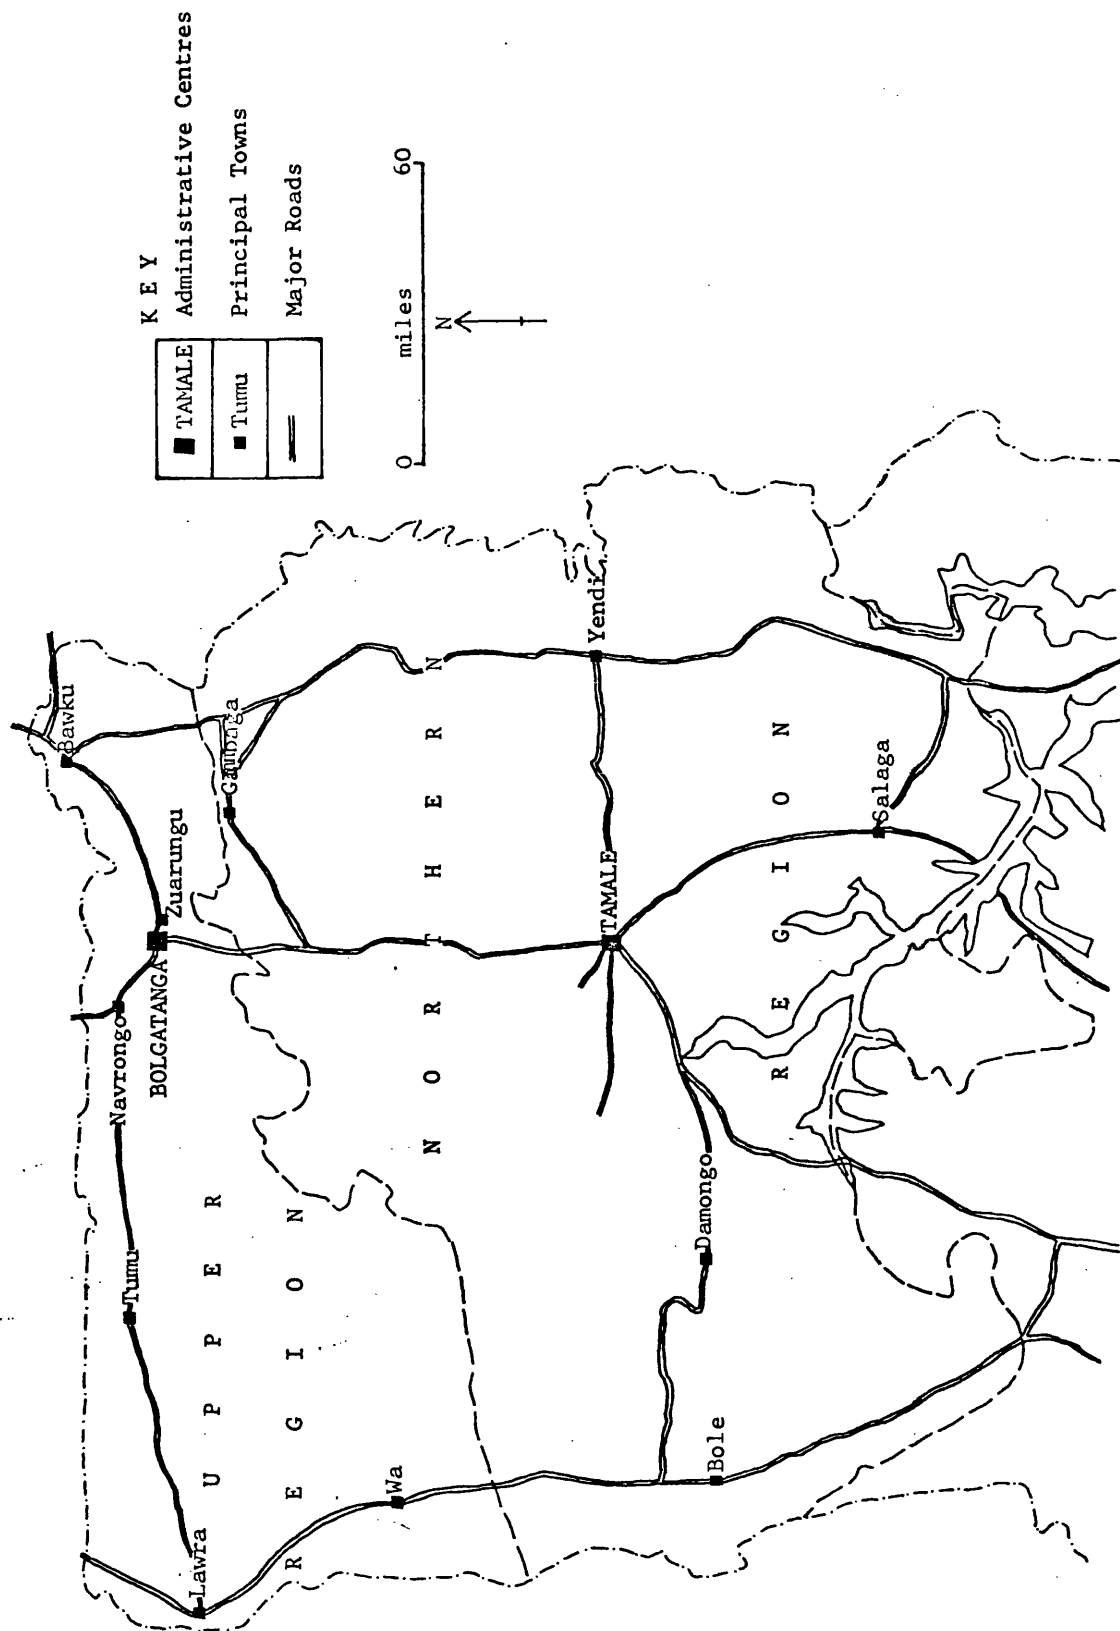 K E Y
TAMALE Administrative Centres
Tumu Principal Towns
Major Roads
0 miles 60
N
Bawku
Zuarungu
BOLGATANGA
Navrongo
Tumu
Lawra
Gambaga
U P P E R
R E G I O N
Wa
N O R T H E R N
R E G I O N
Yendi
TAMALE
Damongo
Bole
Salaga